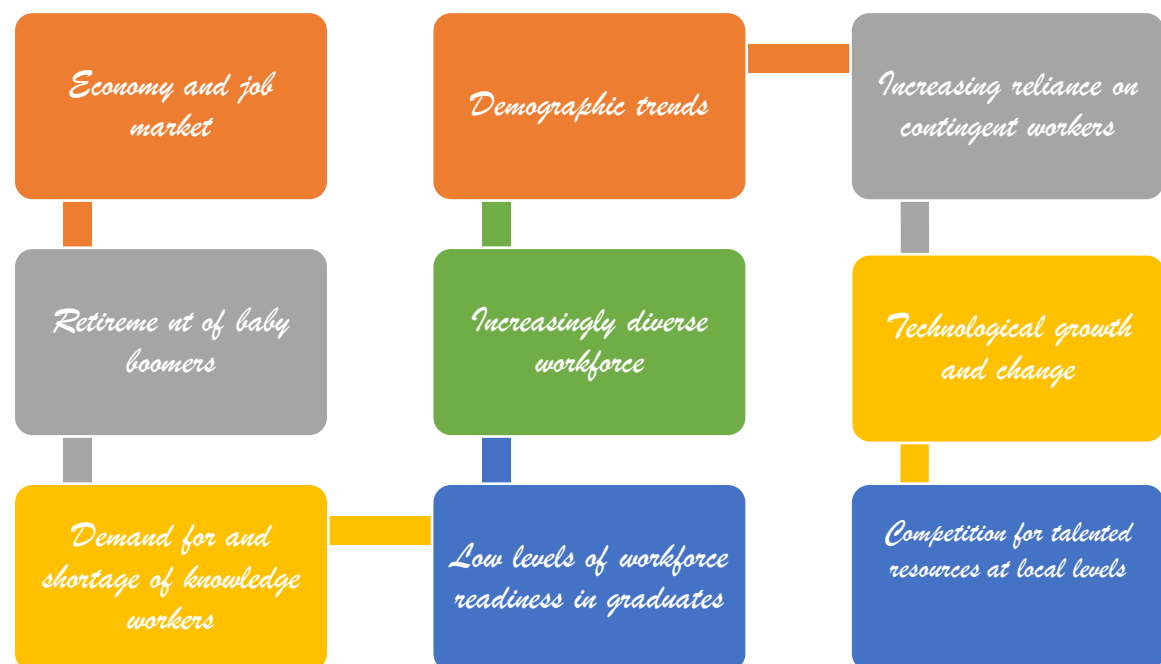 Economy and job
market
Retireme nt of baby
boomers
Demand for and
shortage of knowledge
workers
Low levels of workforce
readiness in graduates
Increasingly diverse
workforce
Demographic trends
Increasing reliance on
contingent workers
Technological growth
and change
Competition for talented
resources at local levels